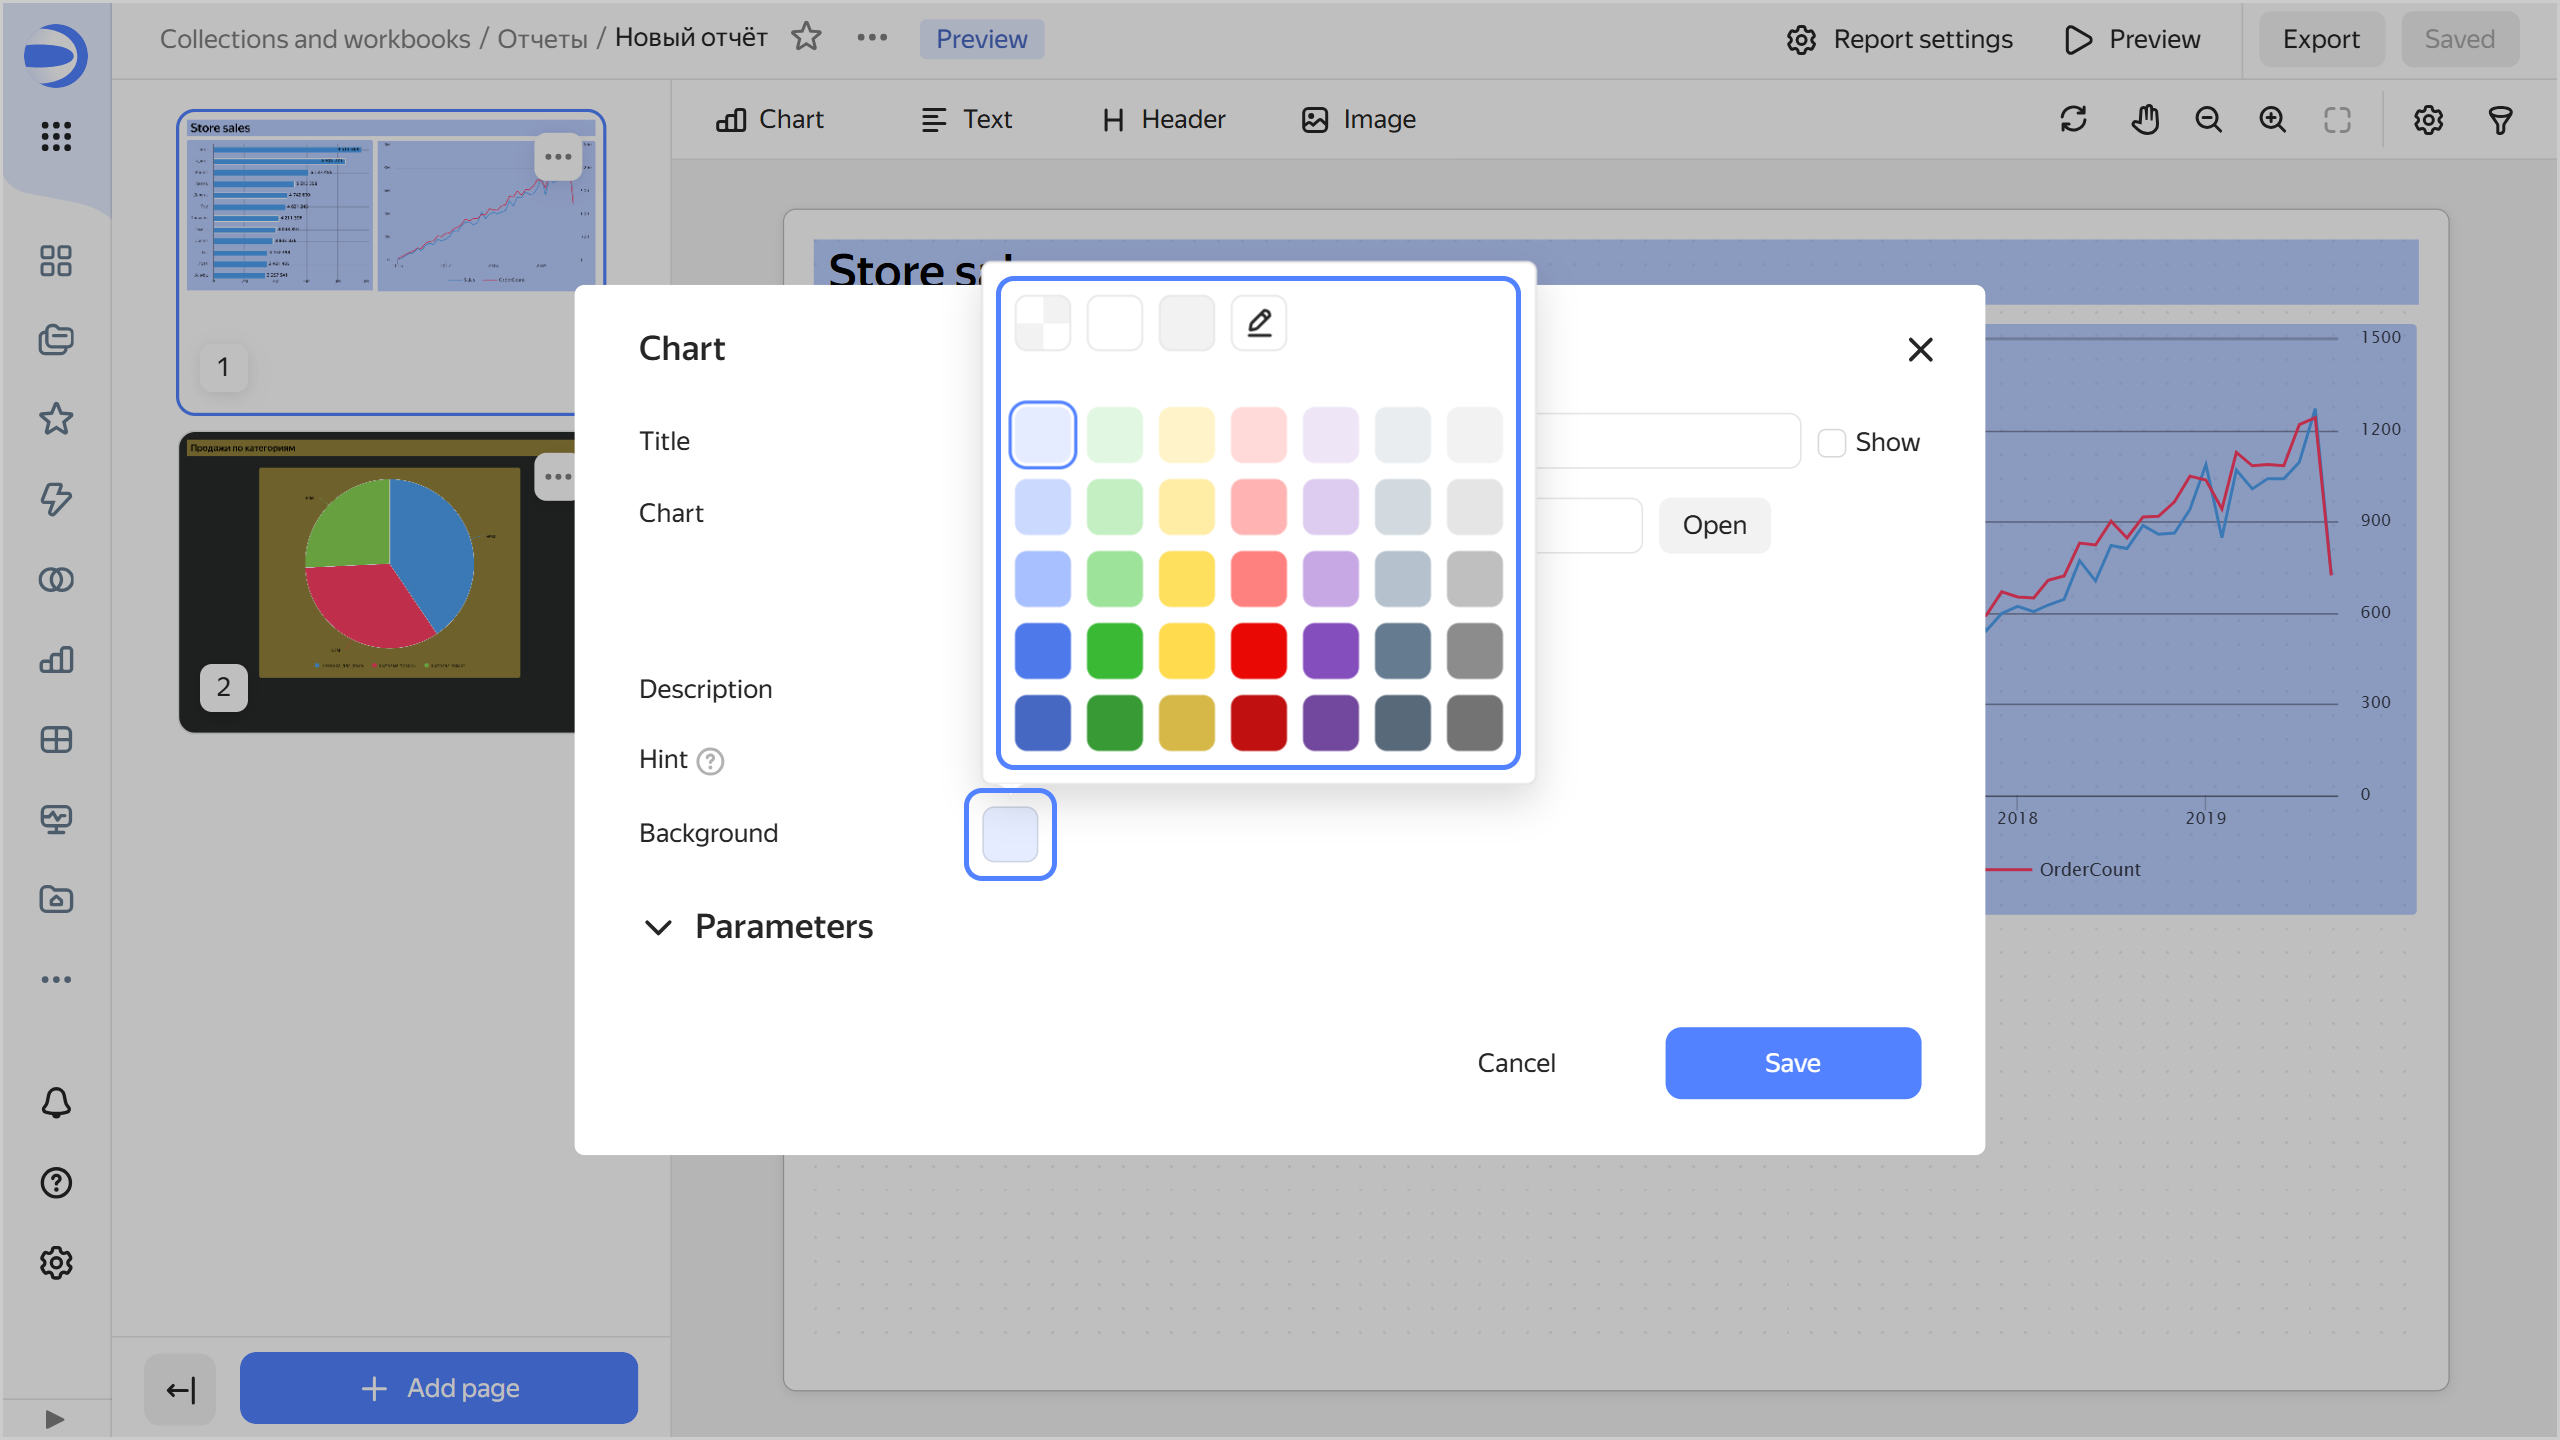 Collections and workbooks / Отчеты / Новый отчёт
Preview
Report settings
Preview
Export
Saved
Chart
Text
Header
Image
Store sales
1
Продажи по категориям
2
Store sal
Chart
Title
Show
Chart
Open
Description
Hint
Background
Parameters
Cancel
Save
1500
1200
900
600
300
0
2018
2019
OrderCount
Add page